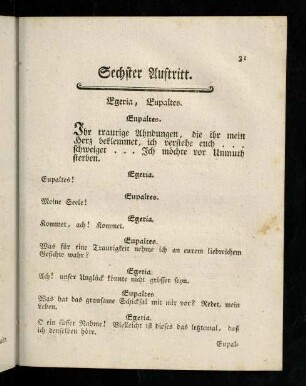 31
Sechster Auftritt.
Egeria, Eupaltes.
Eupaltes.
Ihr traurige Ahndungen, die ihr mein
Herz beklemmet, ich verstehe euch . . .
schweiget . . . Ich möchte vor Unmuth
sterben.
Egeria.
Eupaltes!
Eupaltes.
Meine Seele!
Egeria.
Kommet, ach! Kommet.
Eupaltes.
Was für eine Traurigkeit nehme ich an eurem liebreichem
Gesichte wahr?
Egeria.
Ach! unser Unglück könnte nicht grösser seyn.
Eupaltes.
Was hat das grausame Schicksal mit mir vor? Redet, mein
Leben.
Egeria.
O ein süsser Nahme! Vielleicht ist dieses das letztemal, daß
ich denselben höre.
Eupal-